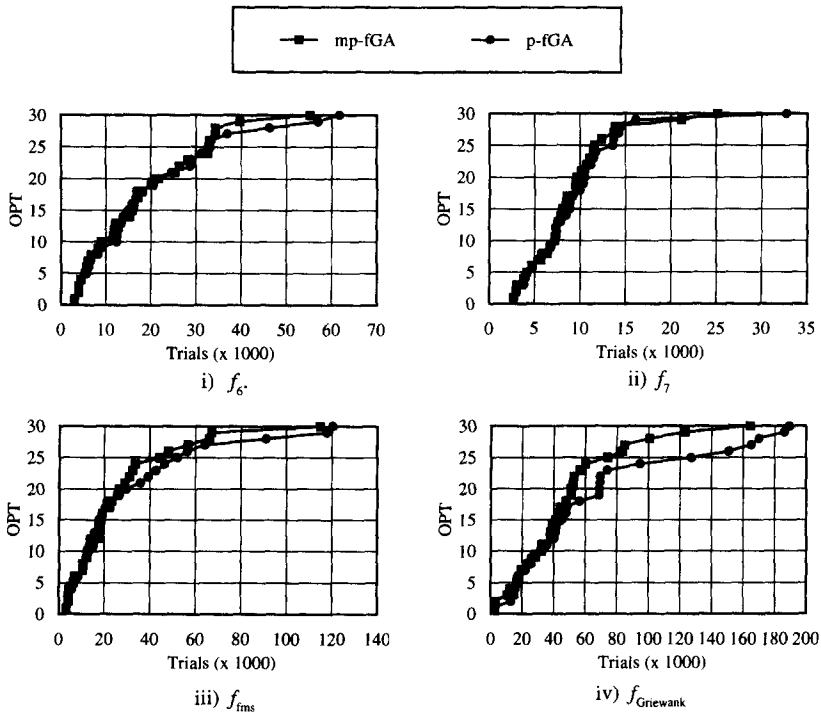 mp-fGA p-fGA
OPT
30
25
20
15
10
5
0
0 10 20 30 40 50 60 70
Trials (x 1000)
i) f6.
OPT
30
25
20
15
10
5
0
0 5 10 15 20 25 30 35
Trials (x 1000)
ii) f7
OPT
30
25
20
15
10
5
0
0 20 40 60 80 100 120 140
Trials (x 1000)
iii) ffms
OPT
30
25
20
15
10
5
0
0 20 40 60 80 100 120 140 160 180 200
Trials (x 1000)
iv) fGriewank